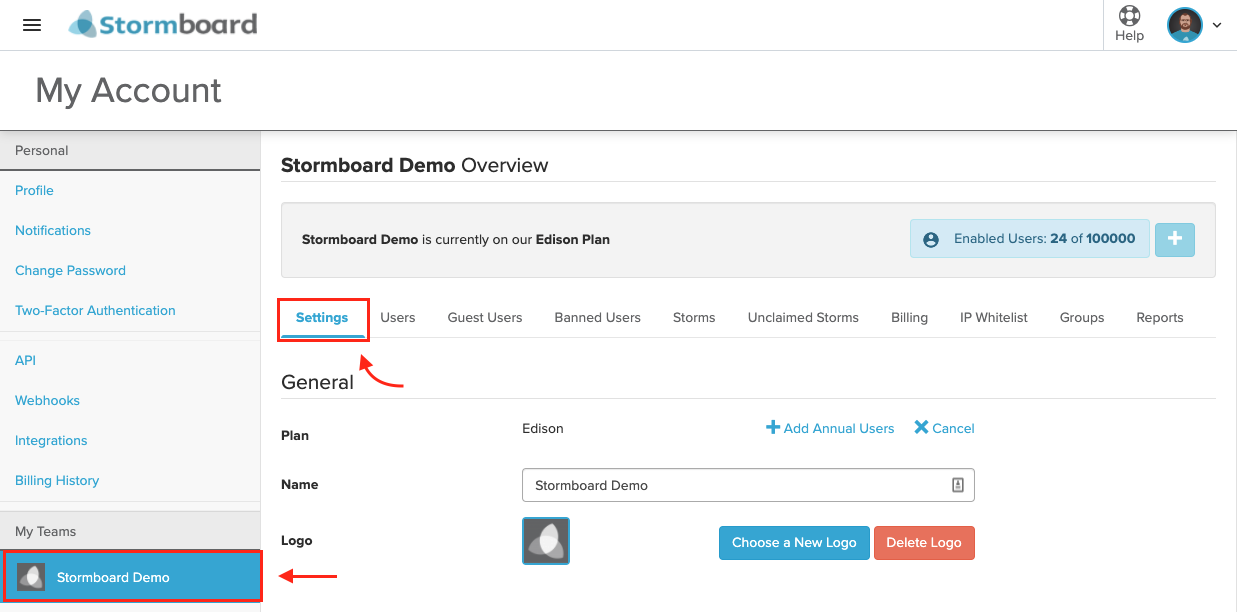 Stormboard
Help
My Account
Personal
Profile
Notifications
Change Password
Two-Factor Authentication
API
Webhooks
Integrations
Billing History
My Teams
Stormboard Demo
Stormboard Demo Overview
Stormboard Demo is currently on our Edison Plan
Enabled Users: 24 of 100000
Settings Users Guest Users Banned Users Storms Unclaimed Storms Billing IP Whitelist Groups Reports
General
Plan Edison Add Annual Users Cancel
Name Stormboard Demo
Logo Choose a New Logo Delete Logo